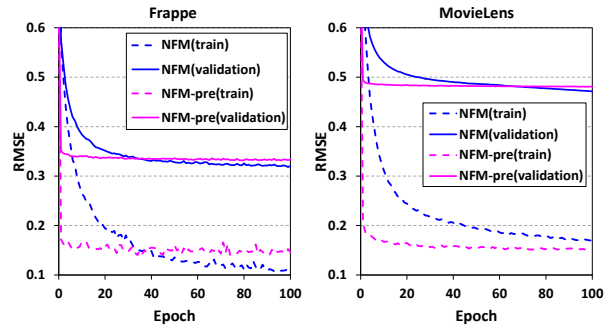 Frappe
0.6
0.5
0.4
0.3
0.2
0.1
RMSE
NFM(train)
NFM(validation)
NFM-pre(train)
NFM-pre(validation)
0 20 40 60 80 100
Epoch
MovieLens
0.6
0.5
0.4
0.3
0.2
0.1
RMSE
NFM(train)
NFM(validation)
NFM-pre(train)
NFM-pre(validation)
0 20 40 60 80 100
Epoch